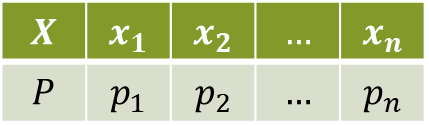 X x₁ x₂ ... xₙ
P p₁ p₂ ... pₙ